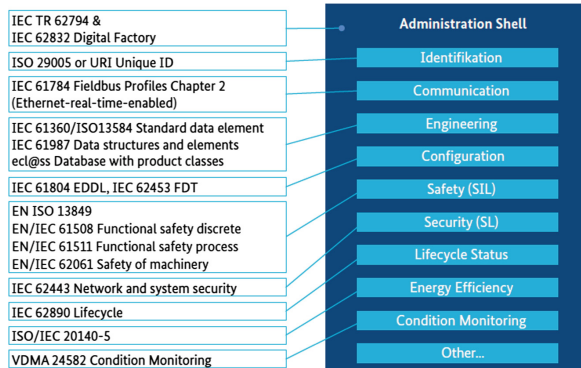 IEC TR 62794 &
IEC 62832 Digital Factory
ISO 29005 or URI Unique ID
IEC 61784 Fieldbus Profiles Chapter 2
(Ethernet-real-time-enabled)
IEC 61360/ISO13584 Standard data element
IEC 61987 Data structures and elements
ecl@ss Database with product classes
IEC 61804 EDDL, IEC 62453 FDT
EN ISO 13849
EN/IEC 61508 Functional safety discrete
EN/IEC 61511 Functional safety process
EN/IEC 62061 Safety of machinery
IEC 62443 Network and system security
IEC 62890 Lifecycle
ISO/IEC 20140-5
VDMA 24582 Condition Monitoring
Administration Shell
Identifikation
Communication
Engineering
Configuration
Safety (SIL)
Security (SL)
Lifecycle Status
Energy Efficiency
Condition Monitoring
Other...